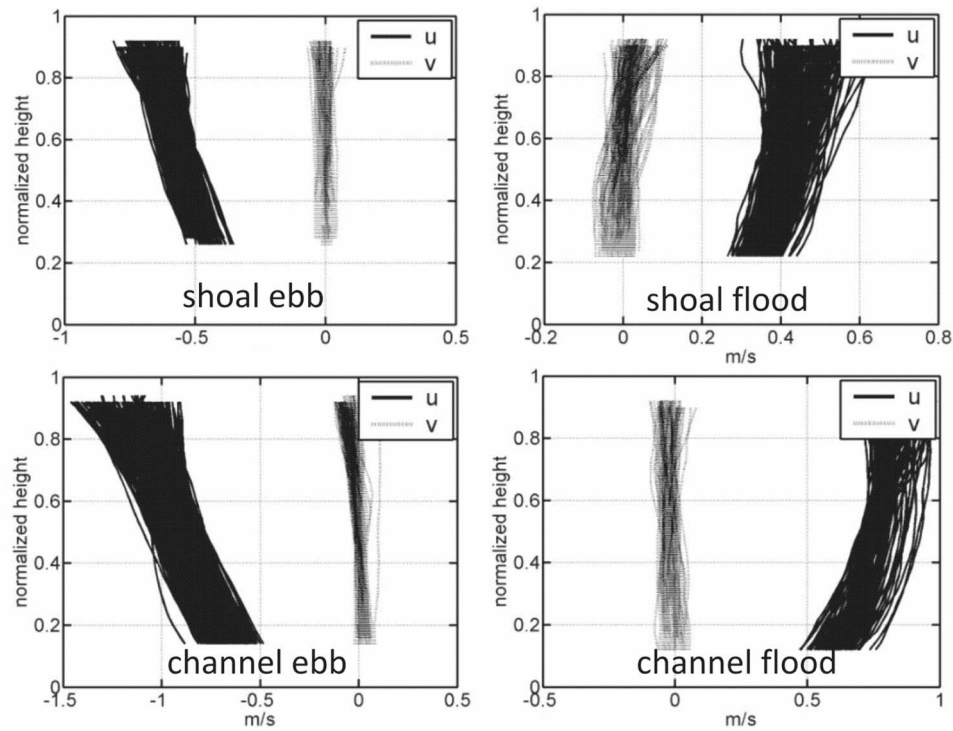 1
0.8
0.6
0.4
0.2
0
normalized height
u
v
shoal ebb
-1
-0.5
0
0.5
1
0.8
0.6
0.4
0.2
0
normalized height
u
v
shoal flood
-0.2
0
0.2
0.4
0.6
0.8
m/s
1
0.8
0.6
0.4
0.2
0
normalized height
u
v
channel ebb
-1.5
-1
-0.5
0
0.5
m/s
1
0.8
0.6
0.4
0.2
0
normalized height
u
v
channel flood
-0.5
0
0.5
1
m/s